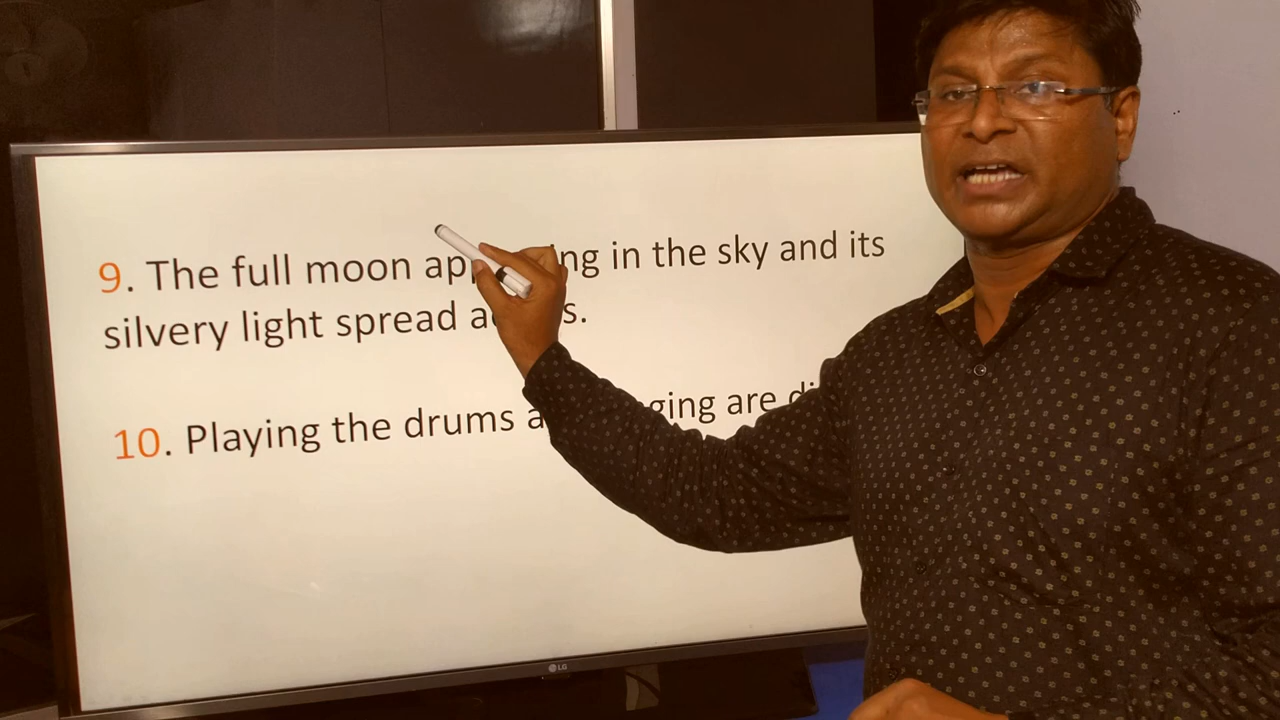 9. The full moon ap ing in the sky and its
silvery light spread a s.
10. Playing the drums a ging are di
LG